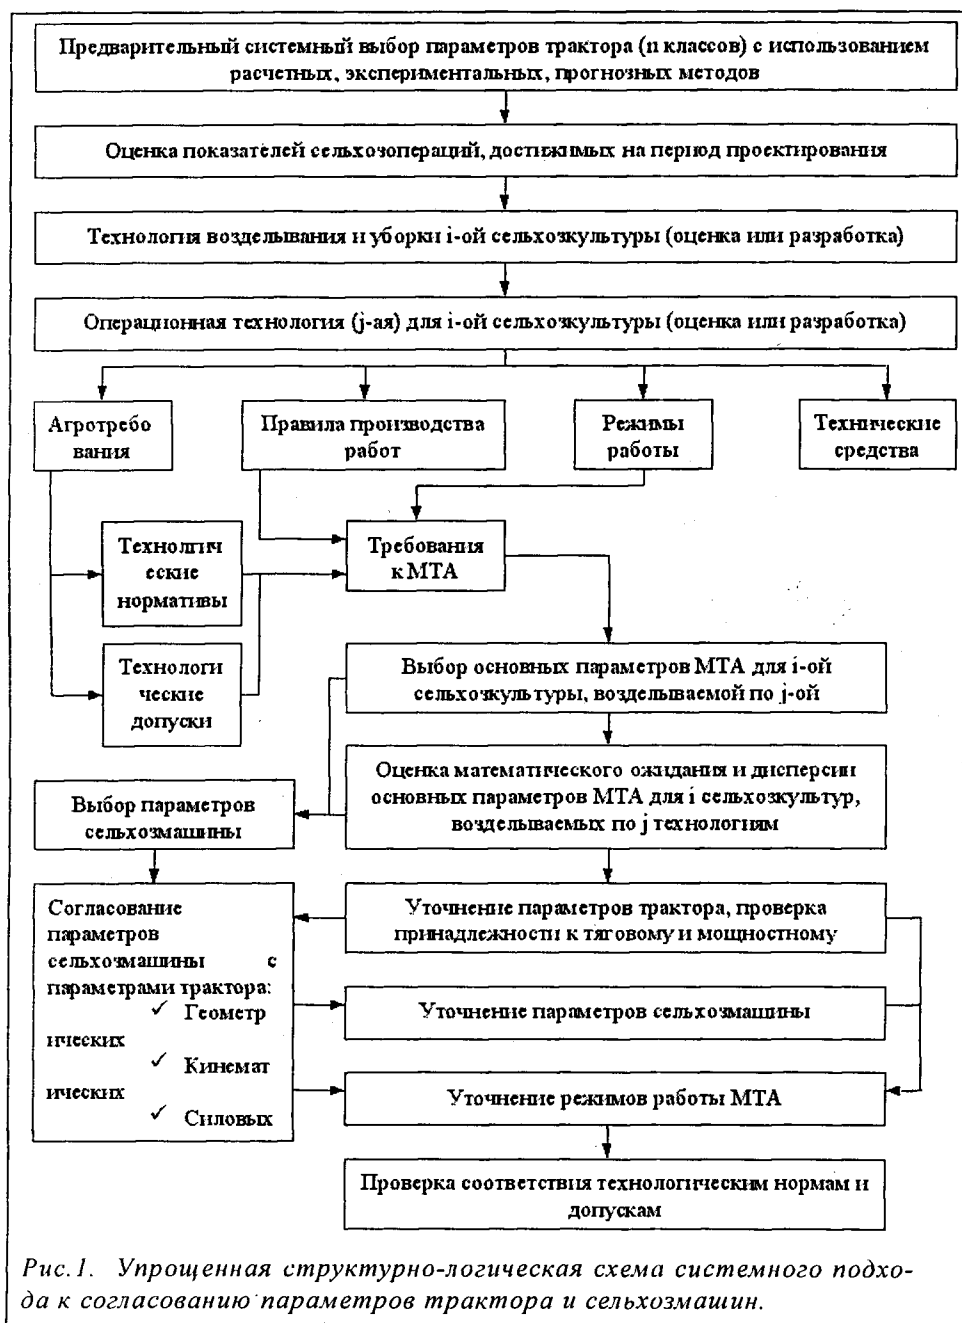 Предварительный системный выбор параметров трактора (n классов) с использованием
расчетных, экспериментальных, прогнозных методов
Оценка показателей сельхозопераций, достижимых на период проектирования
Технология возделывания и уборки i-ой сельхозкультуры (оценка или разработка)
Операционная технология (j-ая) для i-ой сельхозкультуры (оценка или разработка)
Агротребо
вания
Правила производства
работ
Режимы
работы
Технические
средства
Технлгич
еские
нормативы
Требования
к МТА
Технологи
ческие
допуски
Выбор основных параметров МТА для i-ой
сельхозкультуры, возделываемой по j-ой
Оценка математического ожидания и дисперсии
основных параметров МТА для i сельхозкультур,
возделываемых по j технологиям
Выбор параметров
сельхозмашины
Согласование
параметров
сельхозмашины с
параметрами трактора:
✓ Геометр
ических
✓ Кинемат
ических
✓ Силовых
Уточнение параметров трактора, проверка
принадлежности к тяговому и мощностному
Уточнение параметров сельхозмашины
Уточнение режимов работы МТА
Проверка соответствия технологическим нормам и
допускам
Рис.1. Упрощенная структурно-логическая схема системного подхо-
да к согласованию параметров трактора и сельхозмашин.